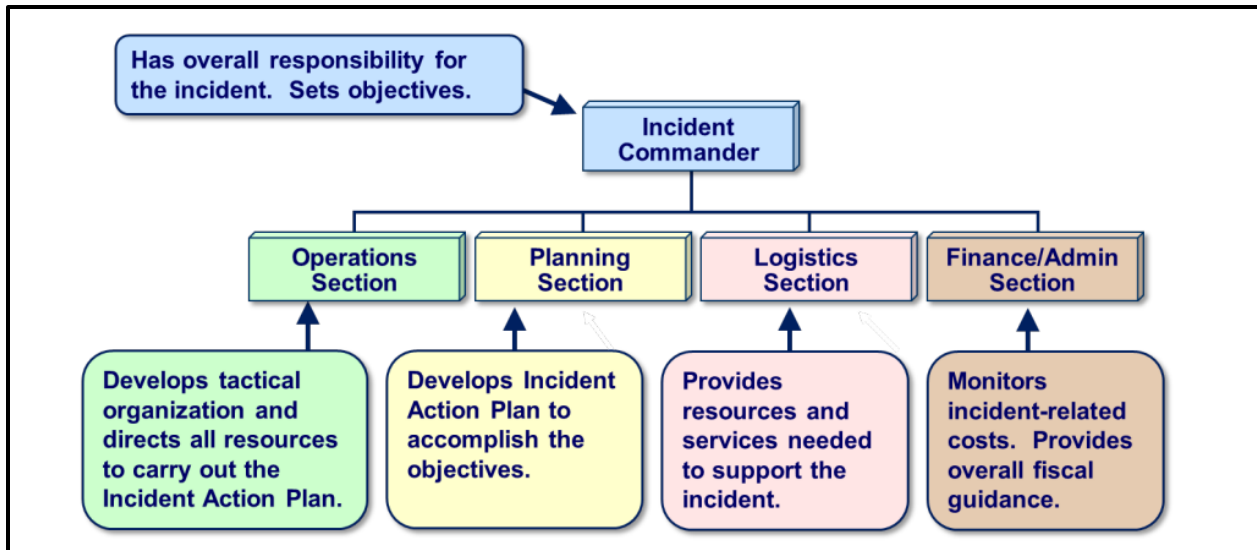 Has overall responsibility for
the incident.  Sets objectives.
Incident
Commander
Operations
Section
Planning
Section
Logistics
Section
Finance/Admin
Section
Develops tactical
organization and
directs all resources
to carry out the
Incident Action Plan.
Develops Incident
Action Plan to
accomplish the
objectives.
Provides
resources and
services needed
to support the
incident.
Monitors
incident-related
costs.  Provides
overall fiscal
guidance.